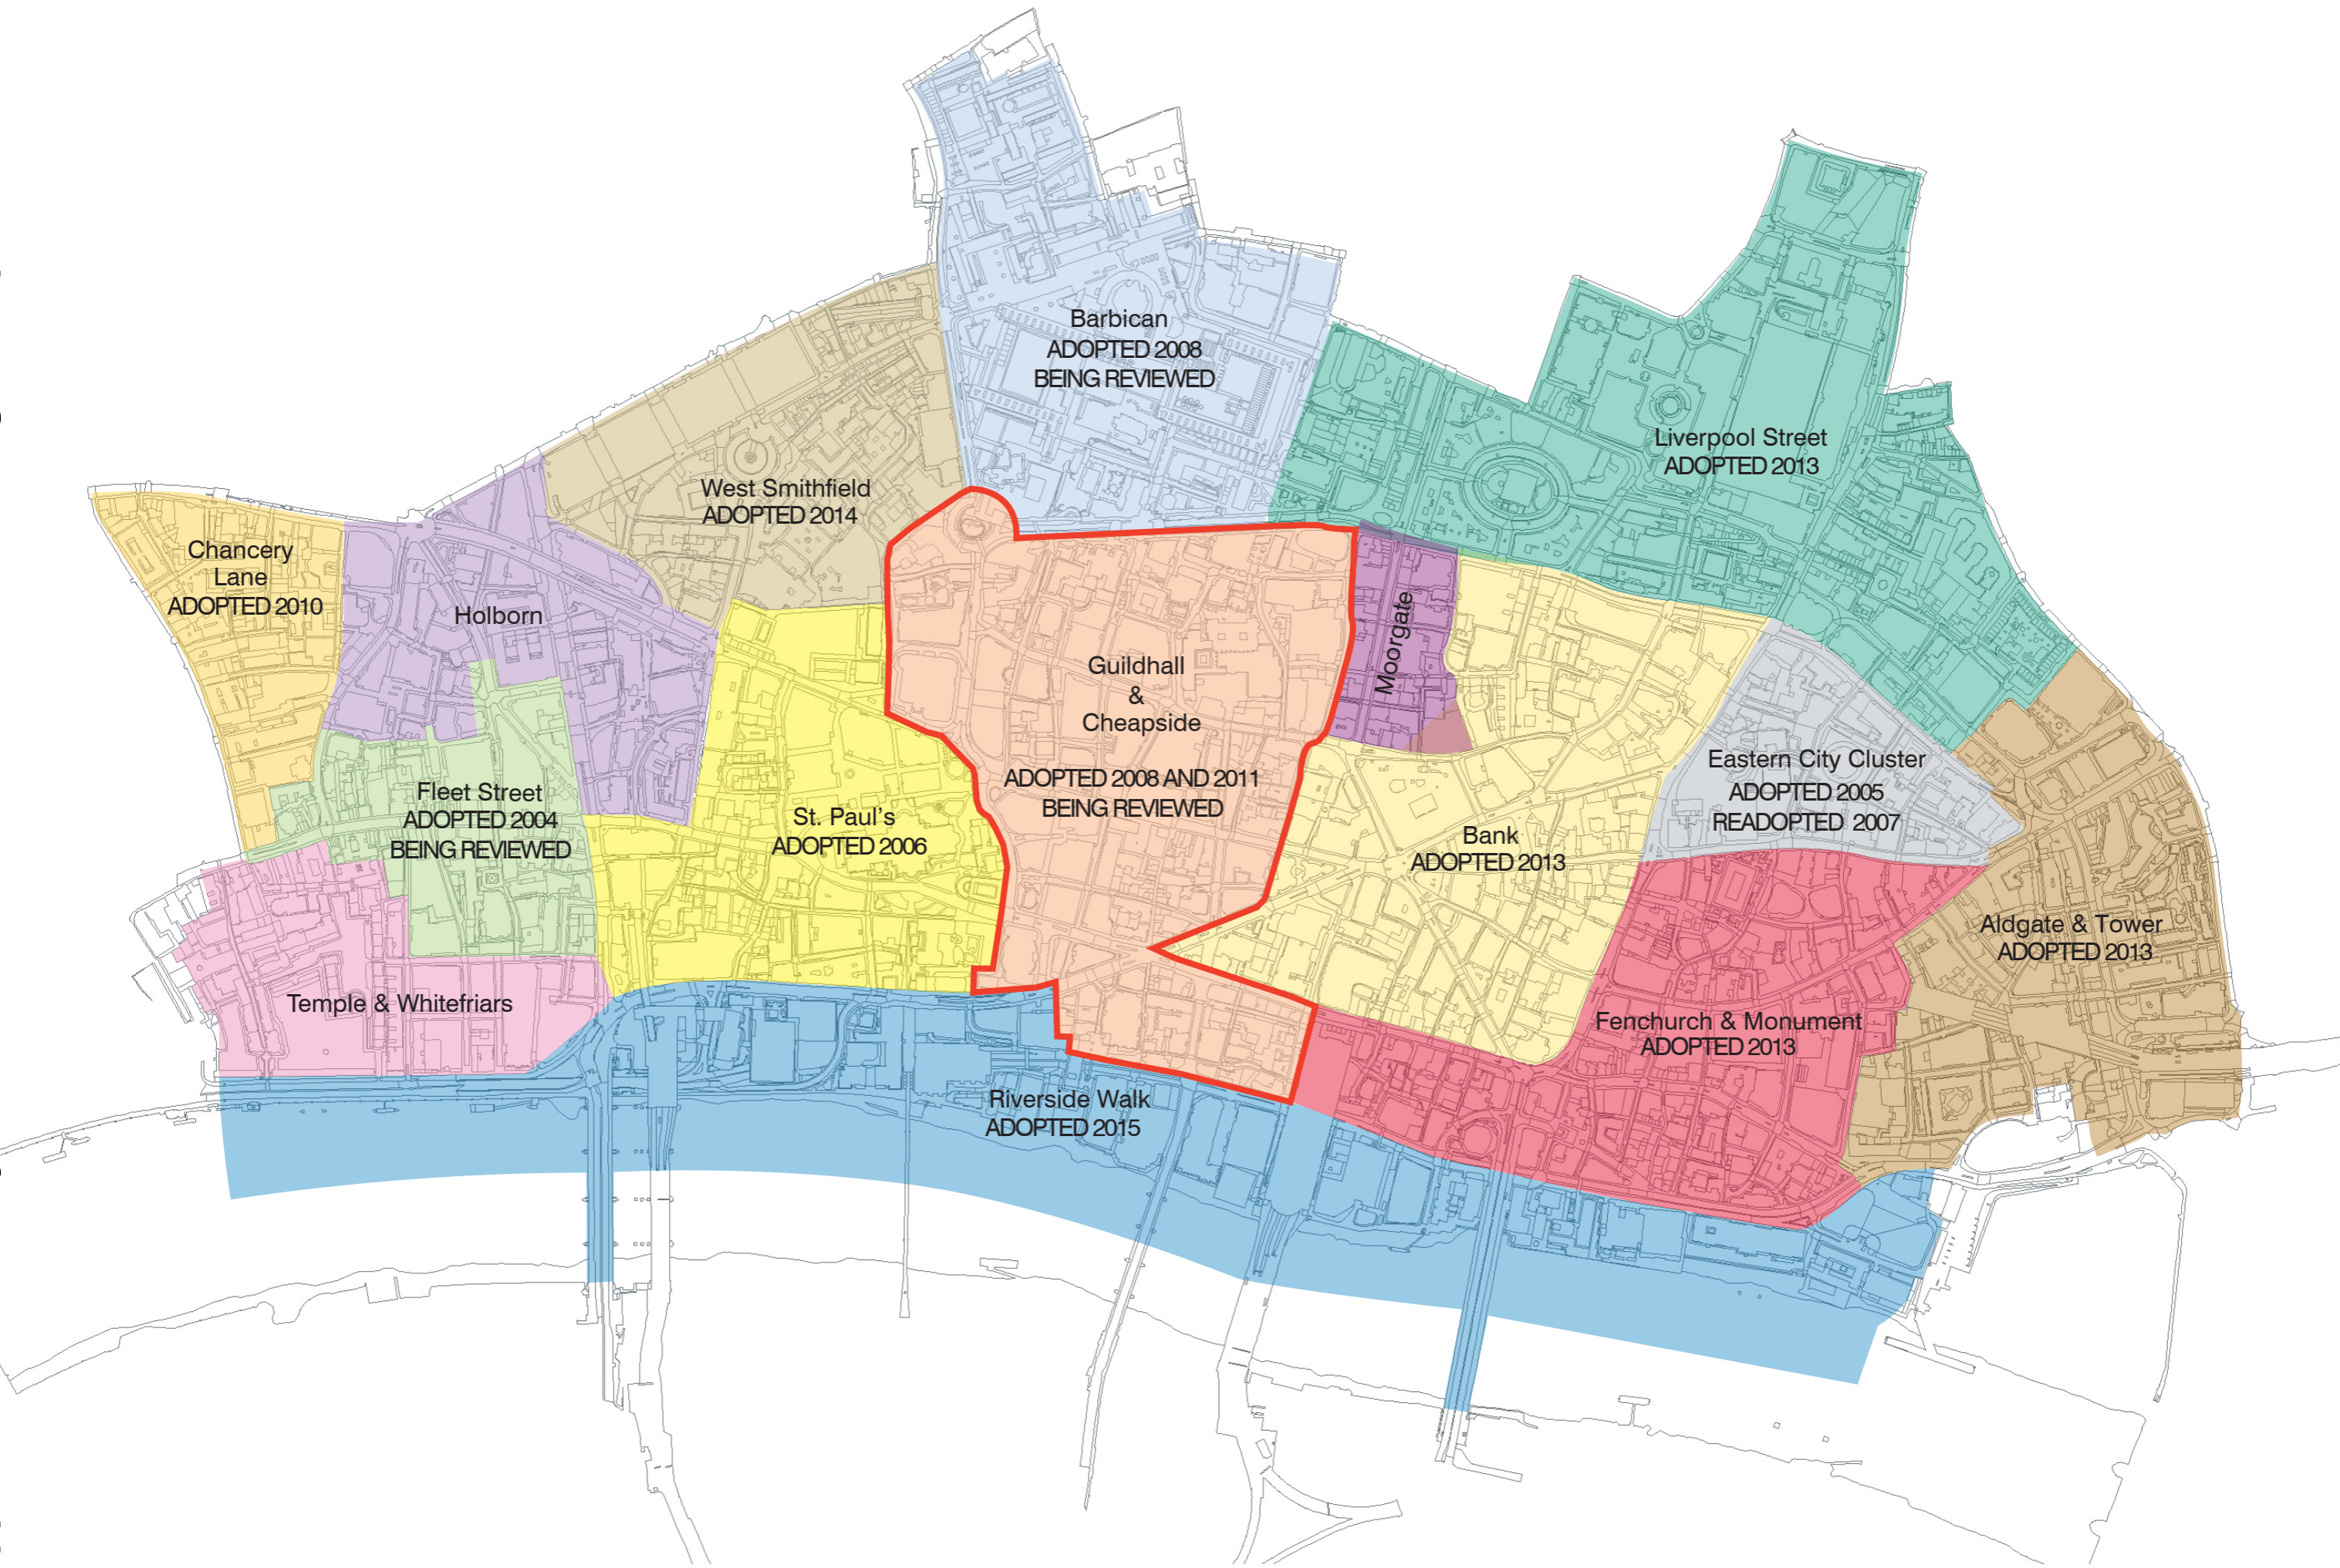 Barbican
ADOPTED 2008
BEING REVIEWED
Liverpool Street
ADOPTED 2013
West Smithfield
ADOPTED 2014
Chancery
Lane
ADOPTED 2010
Holborn
Moorgate
Guildhall
&
Cheapside
ADOPTED 2008 AND 2011
BEING REVIEWED
Eastern City Cluster
ADOPTED 2005
READOPTED 2007
Fleet Street
ADOPTED 2004
BEING REVIEWED
St. Paul's
ADOPTED 2006
Bank
ADOPTED 2013
Aldgate & Tower
ADOPTED 2013
Temple & Whitefriars
Fenchurch & Monument
ADOPTED 2013
Riverside Walk
ADOPTED 2015